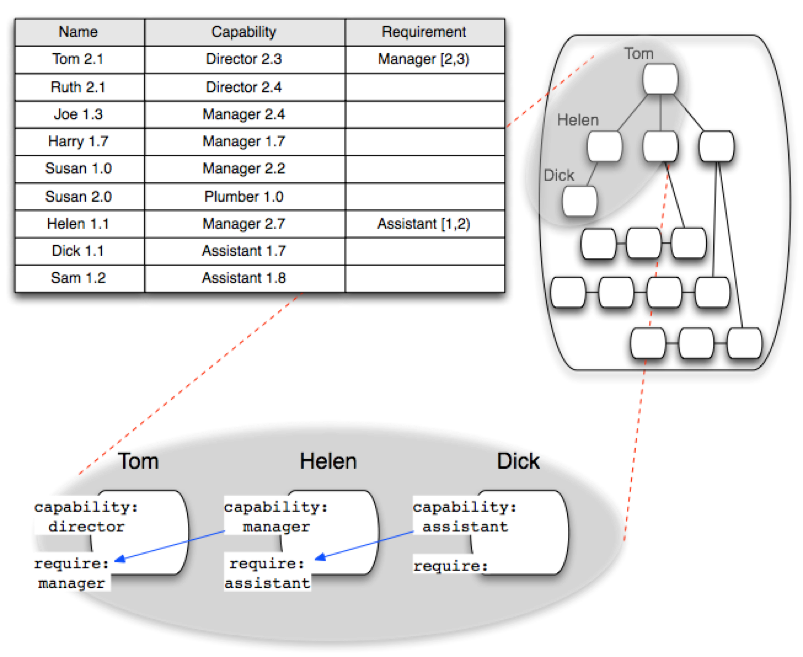 Name Capability Requirement
Tom 2.1 Director 2.3 Manager [2,3)
Ruth 2.1 Director 2.4
Joe 1.3 Manager 2.4
Harry 1.7 Manager 1.7
Susan 1.0 Manager 2.2
Susan 2.0 Plumber 1.0
Helen 1.1 Manager 2.7 Assistant [1,2)
Dick 1.1 Assistant 1.7
Sam 1.2 Assistant 1.8
Tom
Helen
Dick
Tom Helen Dick
capability: capability: capability:
director manager assistant
require: require: require:
manager assistant